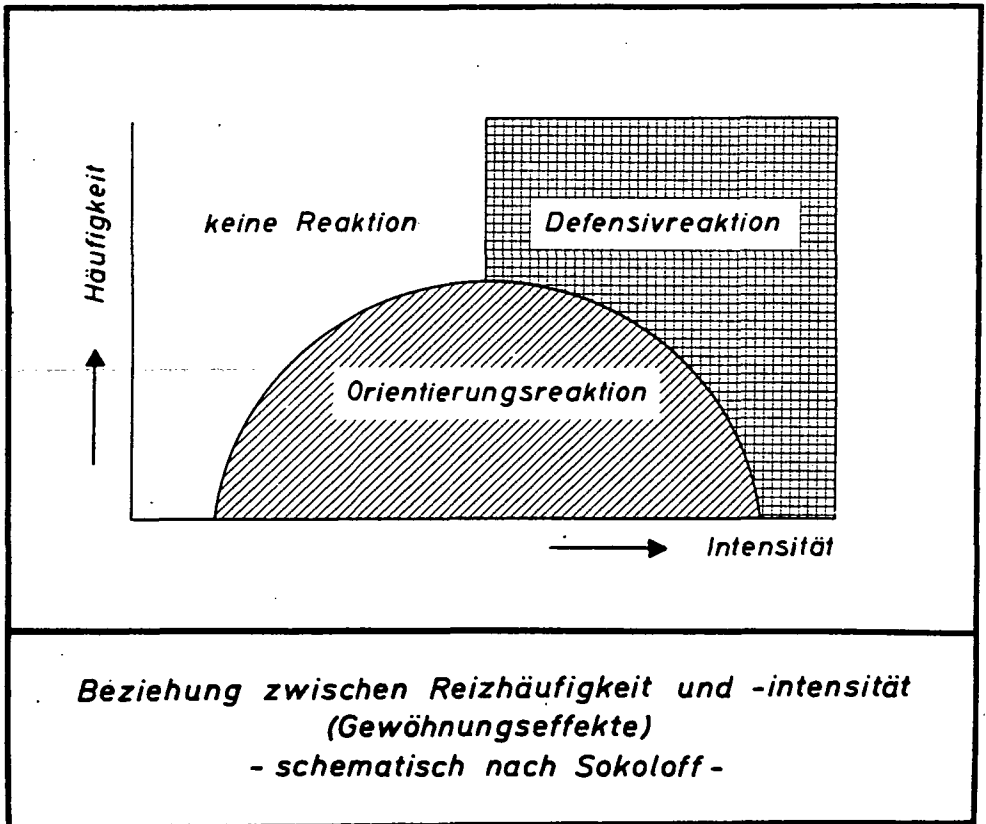 Häufigkeit
keine Reaktion
Defensivreaktion
Orientierungsreaktion
Intensität
Beziehung zwischen Reizhäufigkeit und -intensität
(Gewöhnungseffekte)
- schematisch nach Sokoloff -